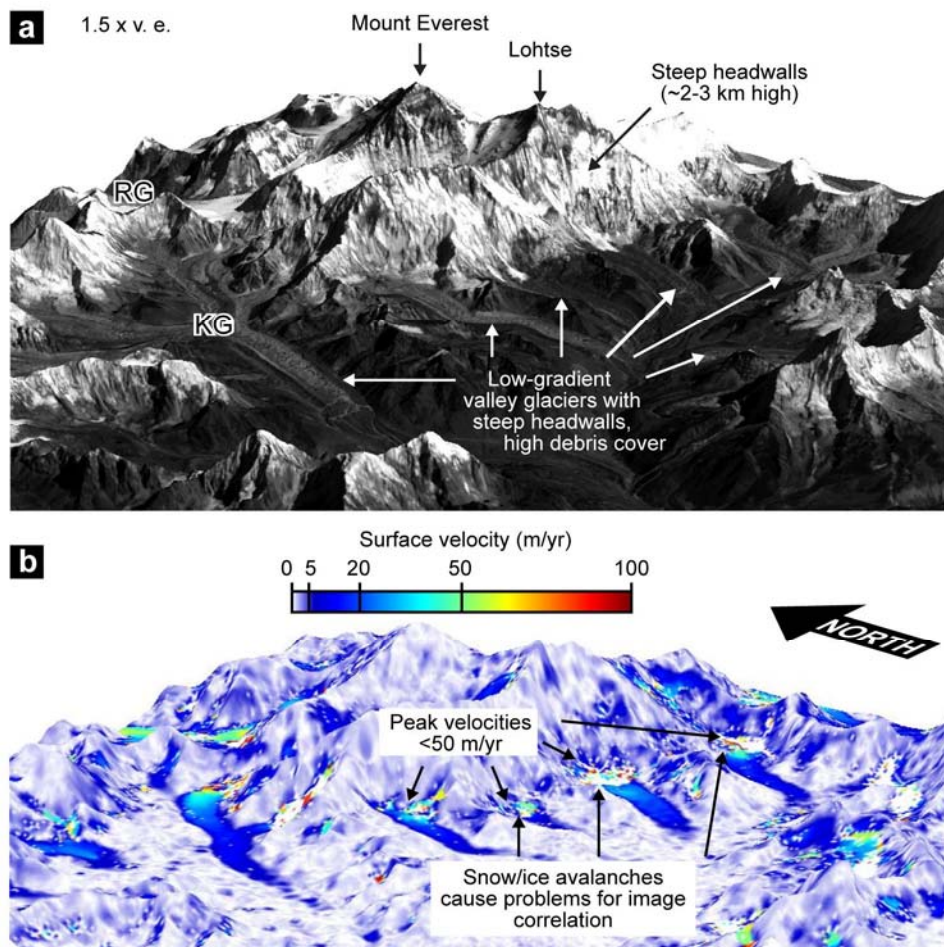 a
1.5 x v. e.
Mount Everest
Lohtse
Steep headwalls
(~2-3 km high)
RG
KG
Low-gradient
valley glaciers with
steep headwalls,
high debris cover
b
Surface velocity (m/yr)
0 5 20 50 100
NORTH
Peak velocities
<50 m/yr
Snow/ice avalanches
cause problems for image
correlation